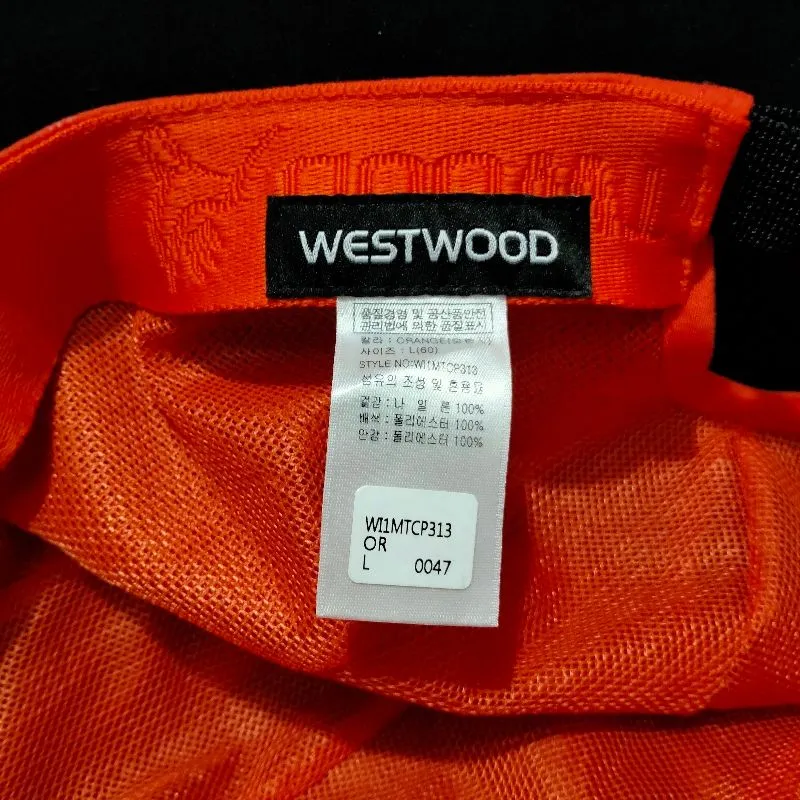 WESTWOOD
품질경영 및 공산품안전
관리법에 의한 품질표시
컬러 : ORANGE
사이즈 : L(60)
STYLE NO:WI1MTCP313
섬유의 조성 및 혼용율
겉감 : 나 일 론 100%
배색 : 폴리에스터 100%
안감 : 폴리에스터 100%
WI1MTCP313
OR
L 0047